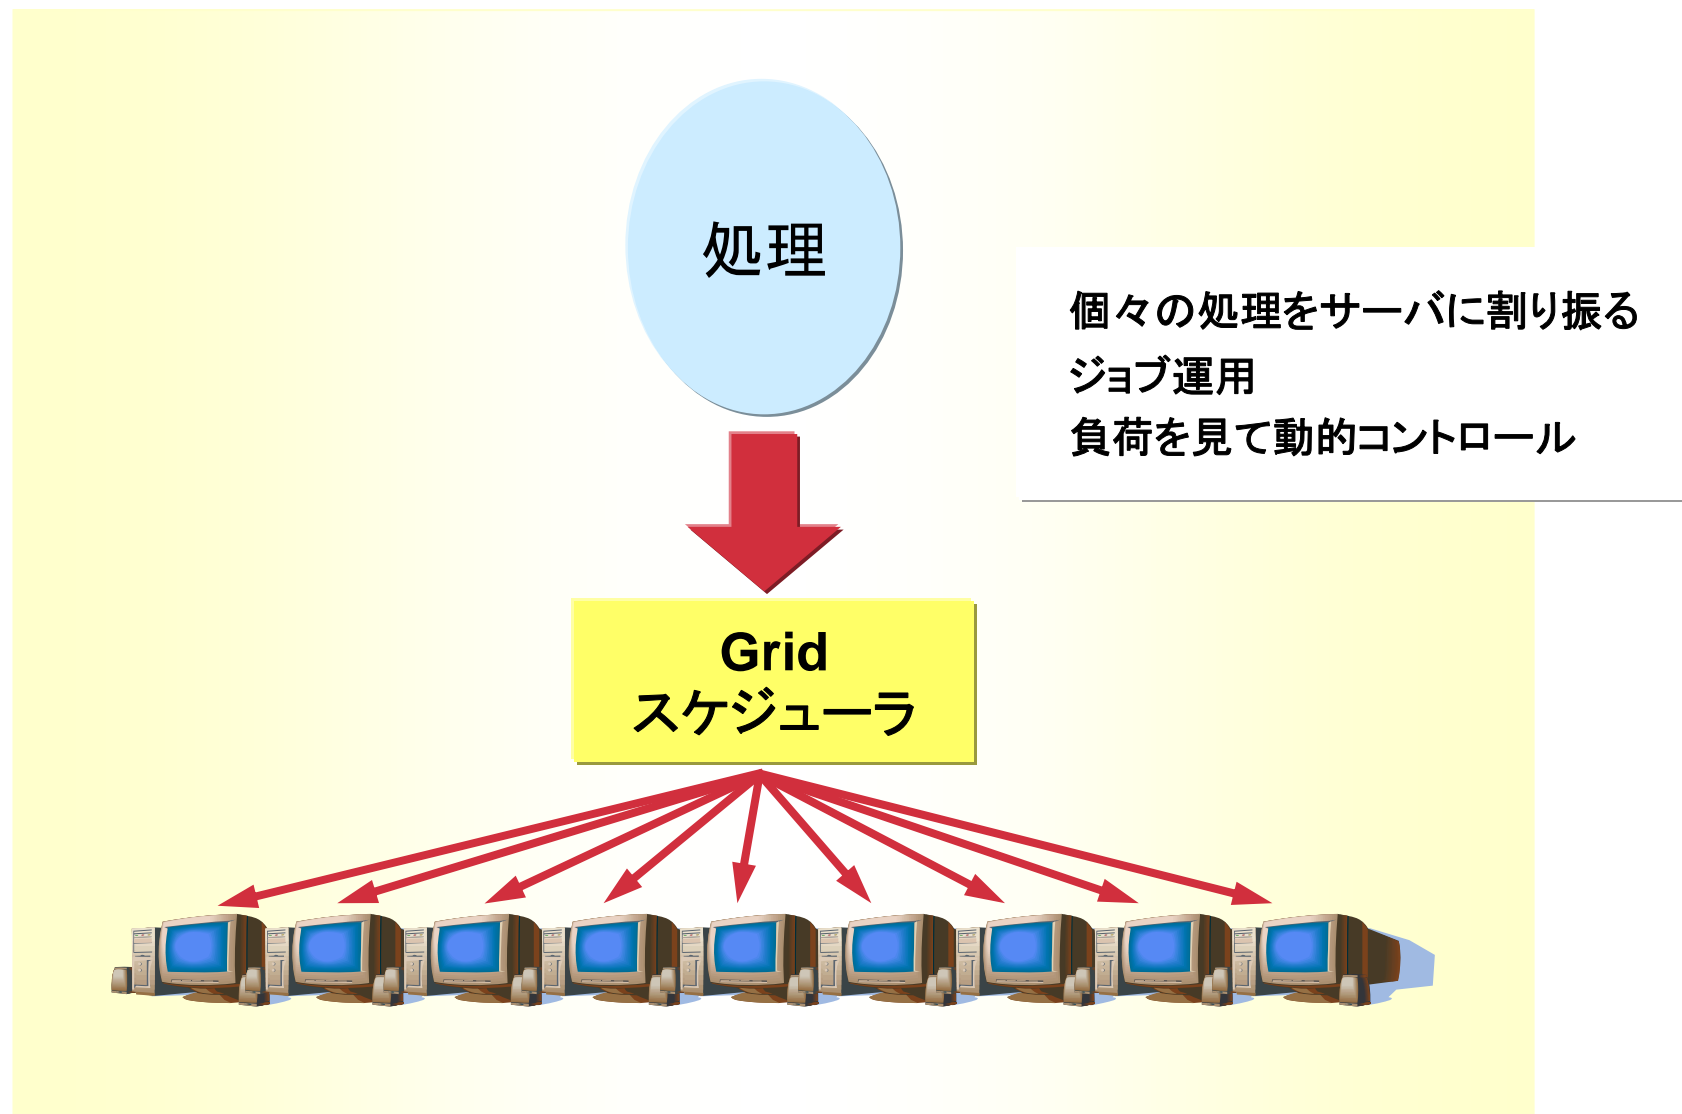 処理
個々の処理をサーバに割り振る
ジョブ運用
負荷を見て動的コントロール
Grid
スケジューラ